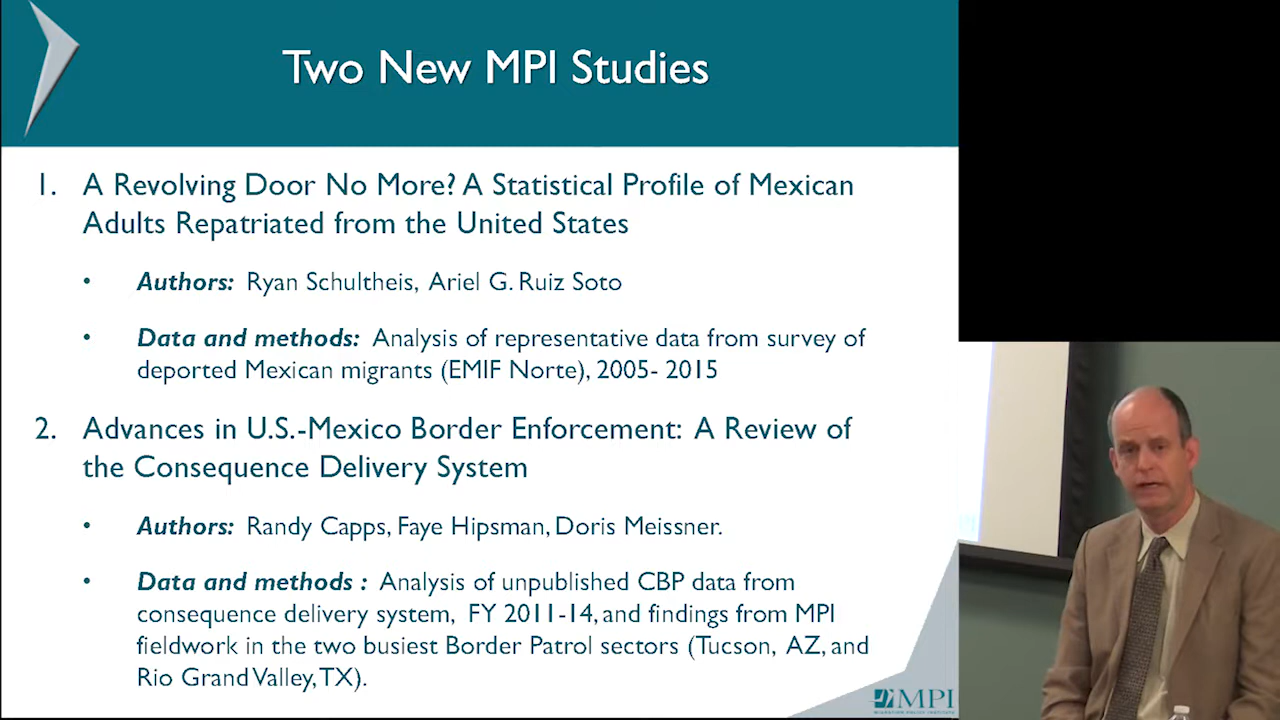 Two New MPI Studies
1. A Revolving Door No More? A Statistical Profile of Mexican
Adults Repatriated from the United States
• Authors: Ryan Schultheis, Ariel G. Ruiz Soto
• Data and methods: Analysis of representative data from survey of
deported Mexican migrants (EMIF Norte), 2005- 2015
2. Advances in U.S.-Mexico Border Enforcement: A Review of
the Consequence Delivery System
• Authors: Randy Capps, Faye Hipsman, Doris Meissner.
• Data and methods : Analysis of unpublished CBP data from
consequence delivery system, FY 2011-14, and findings from MPI
fieldwork in the two busiest Border Patrol sectors (Tucson, AZ, and
Rio Grand Valley, TX).
MPI
MIGRATION POLICY INSTITUTE